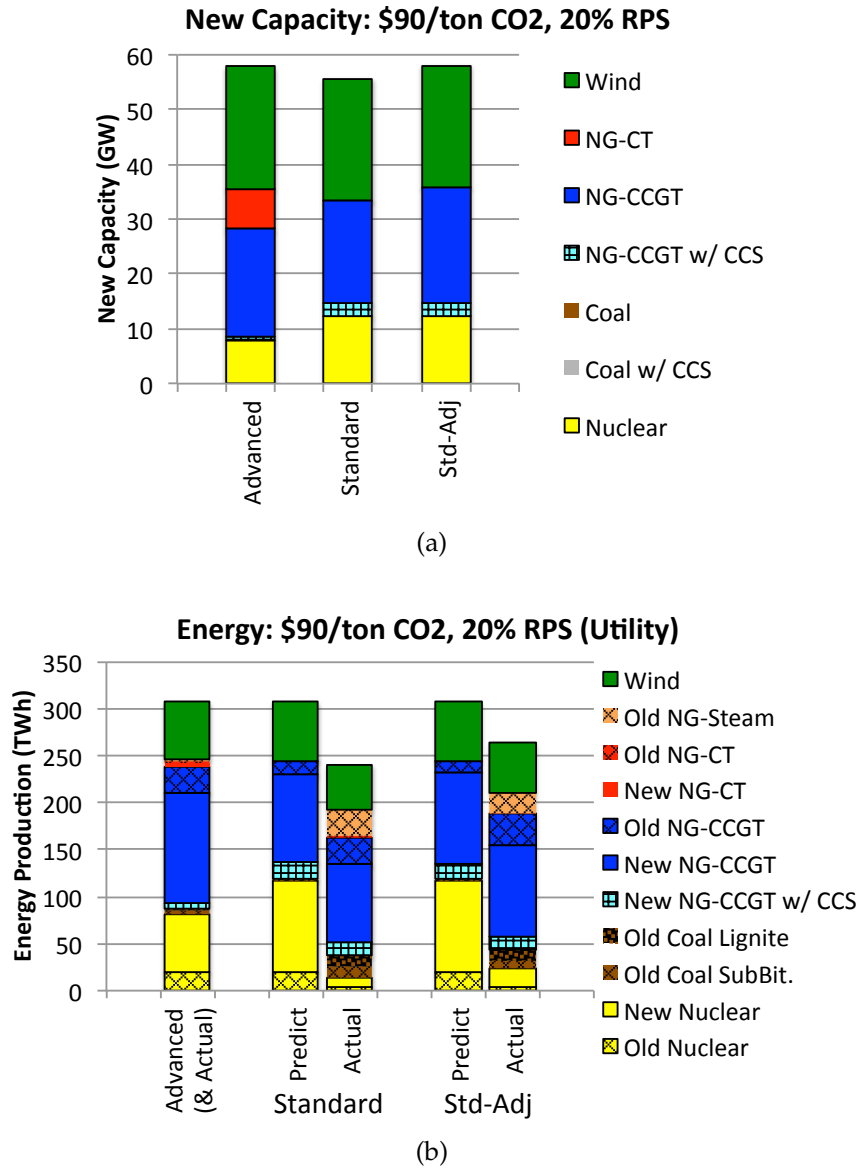 New Capacity: $90/ton CO2, 20% RPS
New Capacity (GW)
60
50
40
30
20
10
0
Advanced
Standard
Std-Adj
Wind
NG-CT
NG-CCGT
NG-CCGT w/ CCS
Coal
Coal w/ CCS
Nuclear
(a)
Energy: $90/ton CO2, 20% RPS (Utility)
Energy Production (TWh)
350
300
250
200
150
100
50
0
Advanced
(& Actual)
Predict
Actual
Predict
Actual
Standard
Std-Adj
Wind
Old NG-Steam
Old NG-CT
New NG-CT
Old NG-CCGT
New NG-CCGT
New NG-CCGT w/ CCS
Old Coal Lignite
Old Coal SubBit.
New Nuclear
Old Nuclear
(b)